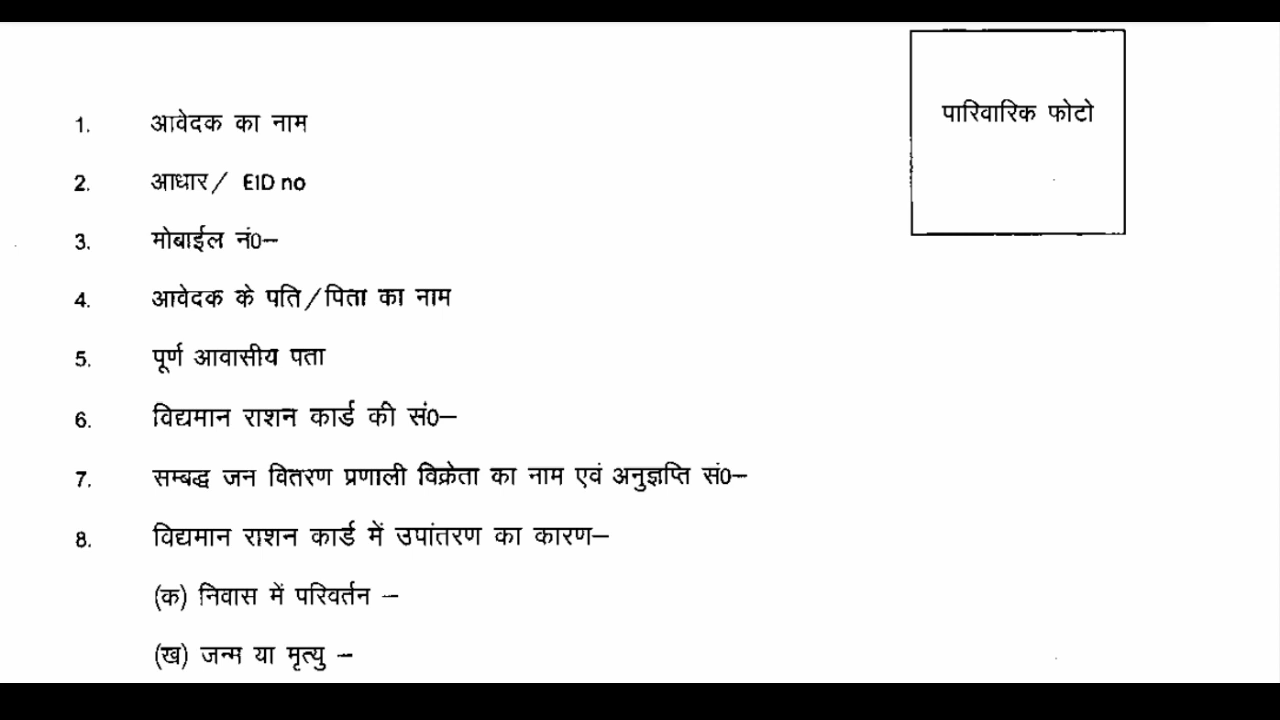 पारिवारिक फोटो
1. आवेदक का नाम
2. आधार/ EID no
3. मोबाईल नं0–
4. आवेदक के पति/पिता का नाम
5. पूर्ण आवासीय पता
6. विद्यमान राशन कार्ड की सं0–
7. सम्बद्ध जन वितरण प्रणाली विक्रेता का नाम एवं अनुज्ञप्ति सं0–
8. विद्यमान राशन कार्ड में उपांतरण का कारण–
(क) निवास में परिवर्तन –
(ख) जन्म या मृत्यु –